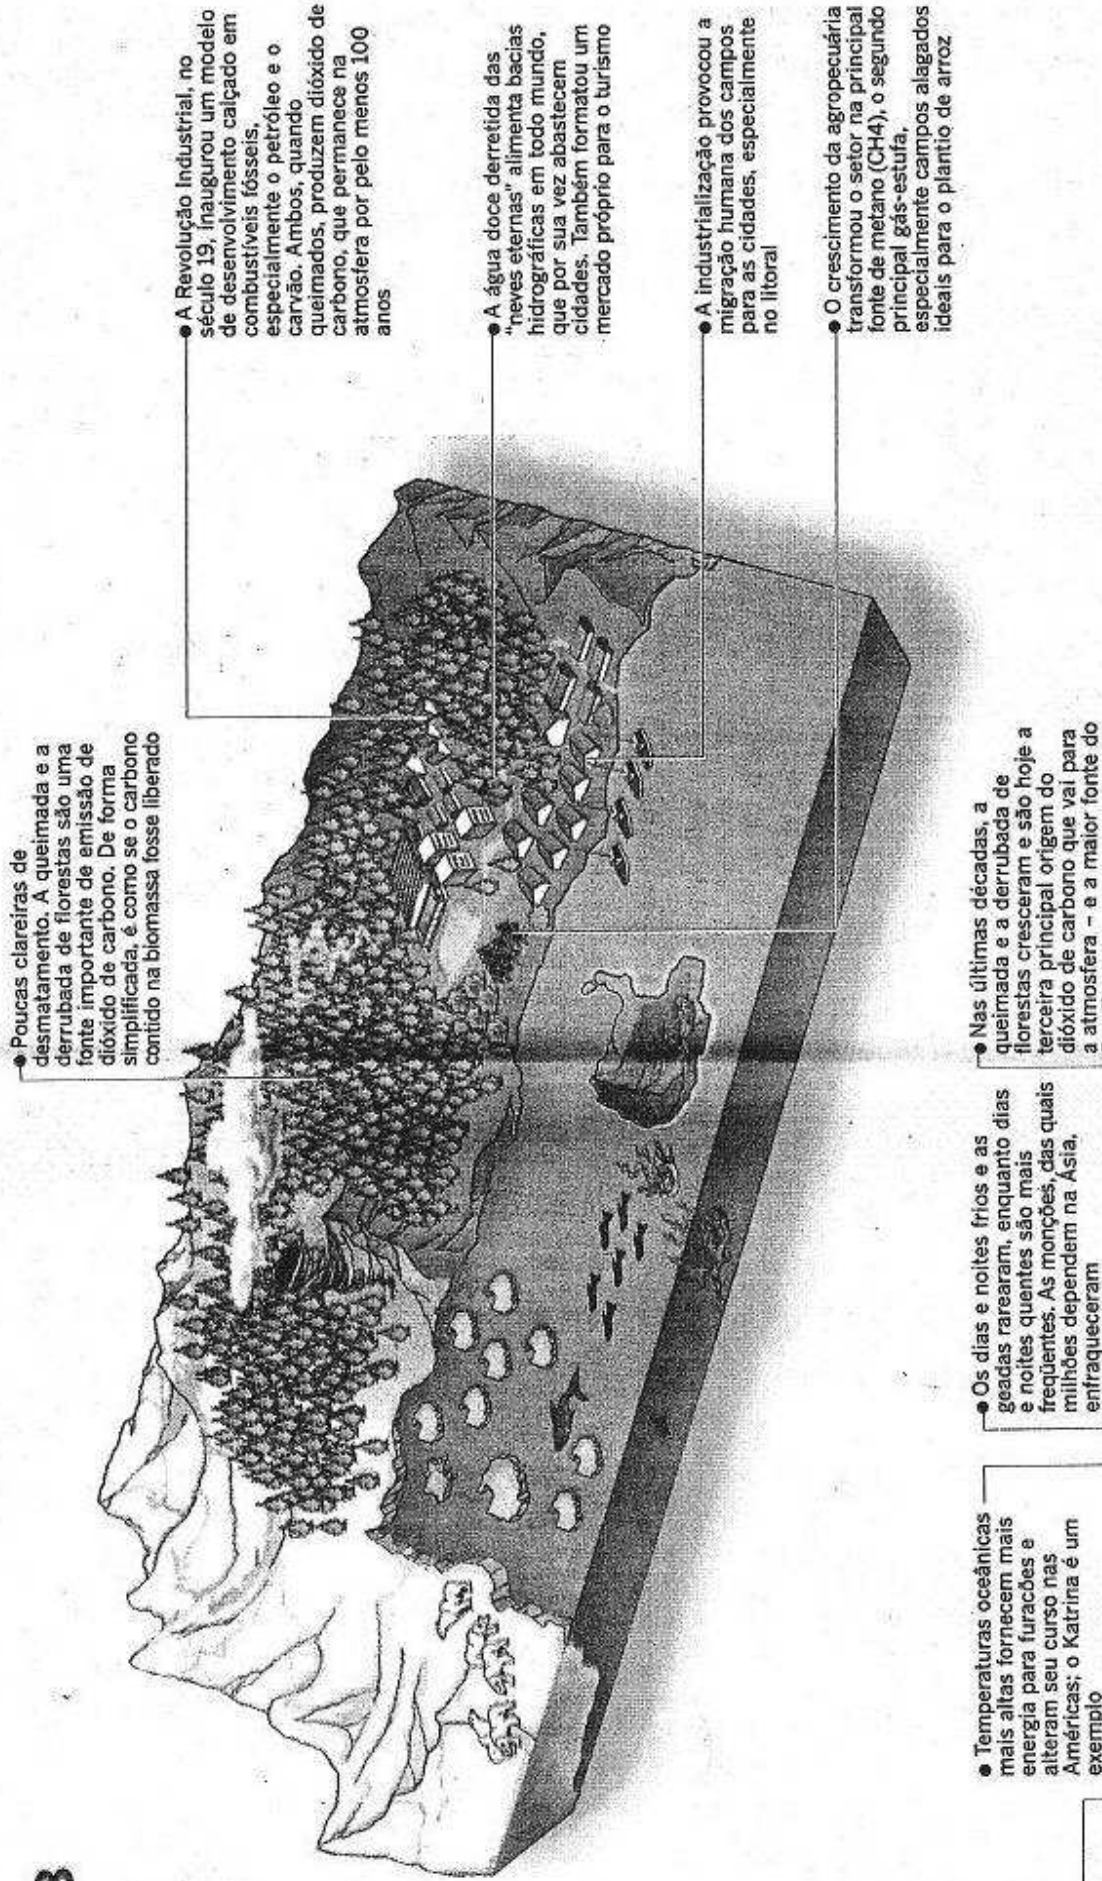 ● Poucas clareiras de
desmatamento. A queimada e a
derrubada de florestas são uma
fonte importante de emissão de
dióxido de carbono. De forma
simplificada, é como se o carbono
contido na biomassa fosse liberado
● A Revolução Industrial, no
século 19, inaugurou um modelo
de desenvolvimento calçado em
combustíveis fósseis,
especialmente o petróleo e o
carvão. Ambos, quando
queimados, produzem dióxido de
carbono, que permanece na
atmosfera por pelo menos 100
anos
● A água doce derretida das
"neves eternas" alimenta bacias
hidrográficas em todo mundo,
que por sua vez abastecem
cidades. Também formatou um
mercado próprio para o turismo
● A industrialização provocou a
migração humana dos campos
para as cidades, especialmente
no litoral
● O crescimento da agropecuária
transformou o setor na principal
fonte de metano (CH4), o segundo
principal gás-estufa,
especialmente campos alagados
ideais para o plantio de arroz
● Temperaturas oceânicas
mais altas fornecem mais
energia para furacões e
alteram seu curso nas
Américas; o Katrina é um
exemplo
● Os dias e noites frios e as
geadas rarearam, enquanto dias
e noites quentes são mais
freqüentes. As monções, das quais
milhões dependem na Ásia,
enfraqueceram
● Nas últimas décadas, a
queimada e a derrubada de
florestas cresceram e são hoje a
terceira principal origem do
dióxido de carbono que vai para
a atmosfera – e a maior fonte do